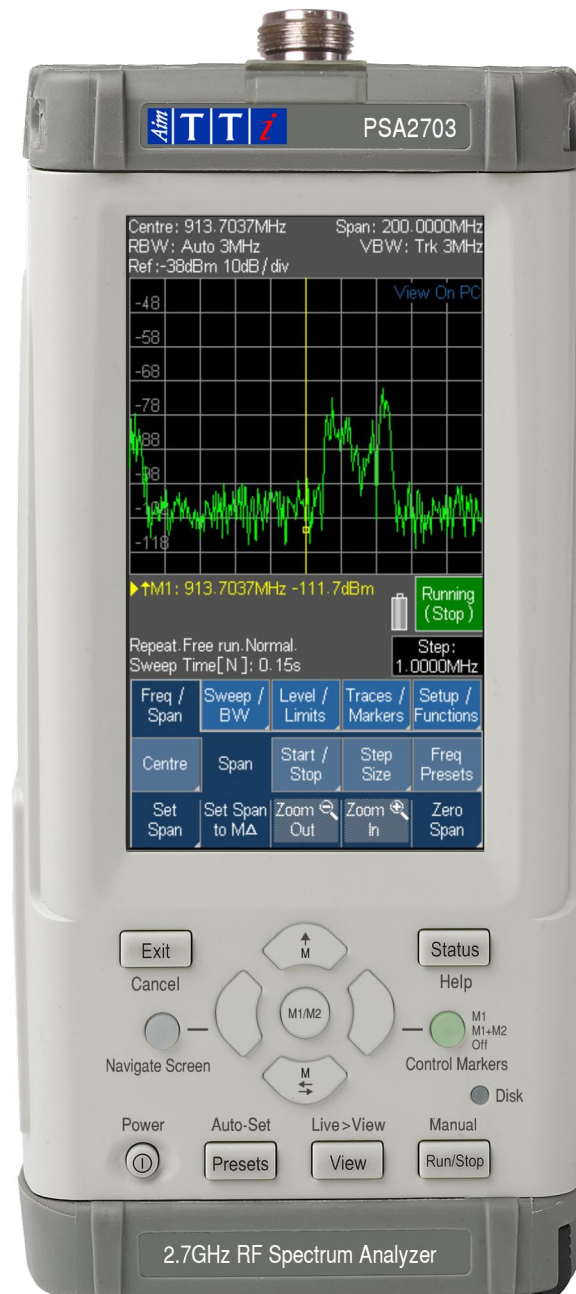 Aim TTi PSA2703
Centre: 913.7037MHz Span: 200.0000MHz
RBW: Auto 3MHz VBW: Trk 3MHz
Ref:-38dBm 10dB/div
View On PC
-48
-58
-68
-78
-88
-98
-118
M1: 913.7037MHz -111.7dBm
Running
(Stop)
Repeat.Free run.Normal.
Sweep Time[N]: 0.15s
Step:
1.0000MHz
Freq / Span
Sweep / BW
Level / Limits
Traces / Markers
Setup / Functions
Centre
Span
Start / Stop
Step Size
Freq Presets
Set Span
Set Span to MΔ
Zoom Out
Zoom In
Zero Span
Exit
Cancel
M
Status
Help
M1/M2
M1
M1+M2
Off
Navigate Screen
Control Markers
M
Disk
Power
Auto-Set
Live>View
Manual
Presets
View
Run/Stop
2.7GHz RF Spectrum Analyzer